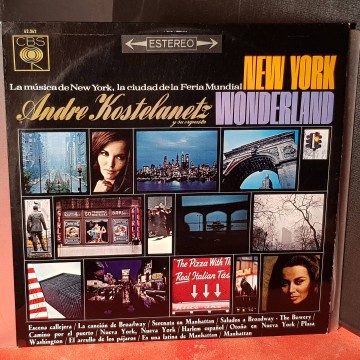 62.363
CBS
ESTEREO
La música de New York, la ciudad de la Feria Mundial
NEW YORK
WONDERLAND
Andre Kostelanetz
y su orquesta
The Pizza With Th
Real Italian Tas
Escena callejera / La canción de Broadway / Serenata en Manhattan / Saludos a Broadway - The Bowery /
Camino por el puerto / Nueva York, Nueva York / Harlem español / Otoño en Nueva York / Plaza
Washington / El arrullo de los pájaros / Es una latina de Manhattan / Manhattan